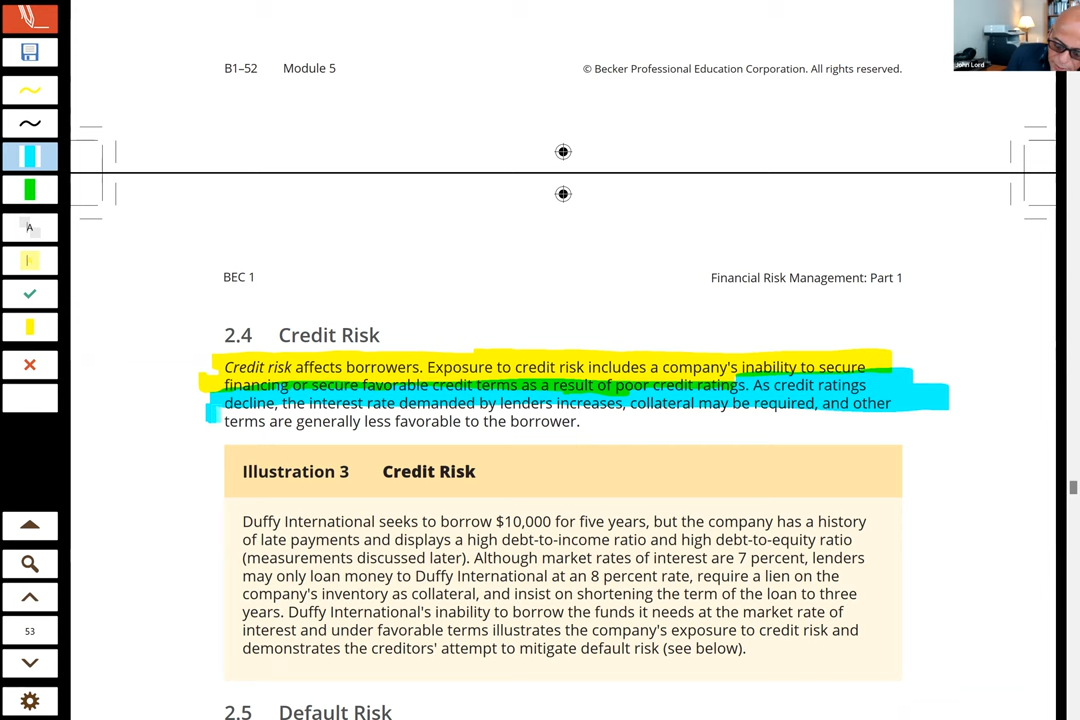 B1–52 Module 5 © Becker Professional Education Corporation. All rights reserved.
John Lord
BEC 1 Financial Risk Management: Part 1
2.4 Credit Risk
Credit risk affects borrowers. Exposure to credit risk includes a company's inability to secure
financing or secure favorable credit terms as a result of poor credit ratings. As credit ratings
decline, the interest rate demanded by lenders increases, collateral may be required, and other
terms are generally less favorable to the borrower.
Illustration 3 Credit Risk
Duffy International seeks to borrow $10,000 for five years, but the company has a history
of late payments and displays a high debt-to-income ratio and high debt-to-equity ratio
(measurements discussed later). Although market rates of interest are 7 percent, lenders
may only loan money to Duffy International at an 8 percent rate, require a lien on the
company's inventory as collateral, and insist on shortening the term of the loan to three
years. Duffy International's inability to borrow the funds it needs at the market rate of
interest and under favorable terms illustrates the company's exposure to credit risk and
demonstrates the creditors' attempt to mitigate default risk (see below).
2.5 Default Risk
A
53